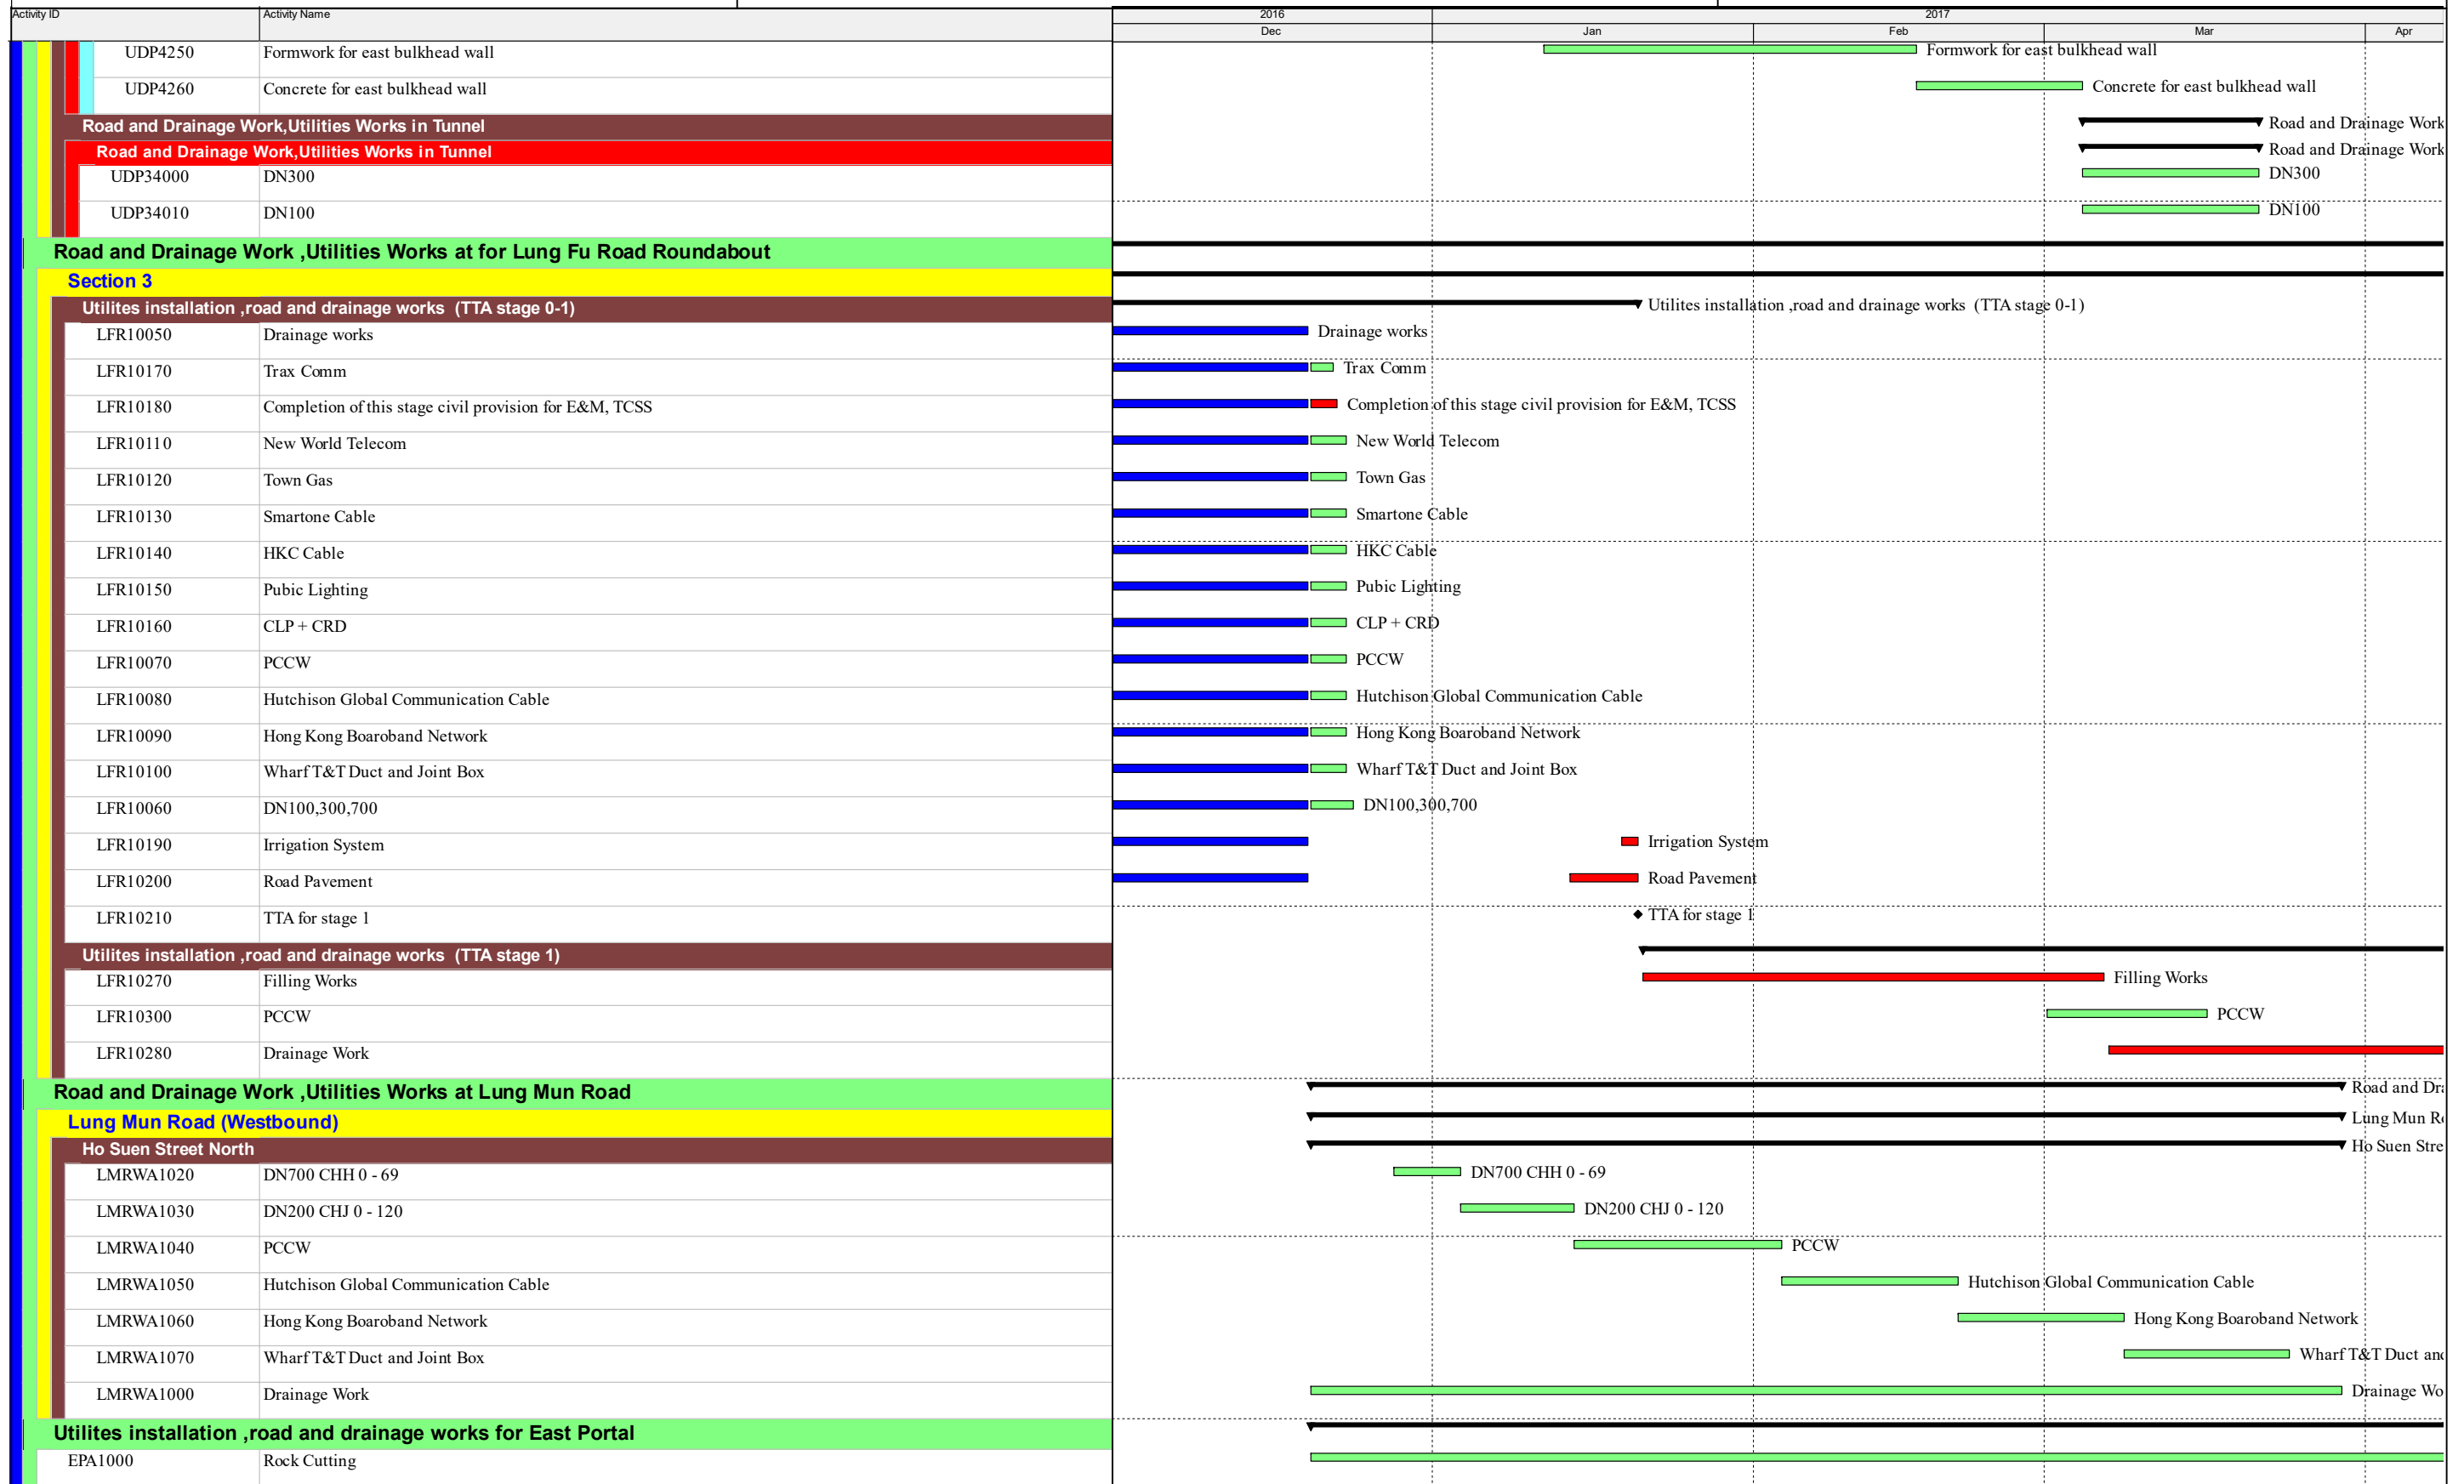 Activity ID Activity Name 2016 2017
Dec Jan Feb Mar Apr
UDP4250 Formwork for east bulkhead wall Formwork for east bulkhead wall
UDP4260 Concrete for east bulkhead wall Concrete for east bulkhead wall
Road and Drainage Work,Utilities Works in Tunnel Road and Drainage Work
Road and Drainage Work,Utilities Works in Tunnel Road and Drainage Work
UDP34000 DN300 DN300
UDP34010 DN100 DN100
Road and Drainage Work ,Utilities Works at for Lung Fu Road Roundabout
Section 3
Utilites installation ,road and drainage works (TTA stage 0-1) Utilites installation ,road and drainage works (TTA stage 0-1)
LFR10050 Drainage works Drainage works
LFR10170 Trax Comm Trax Comm
LFR10180 Completion of this stage civil provision for E&M, TCSS Completion of this stage civil provision for E&M, TCSS
LFR10110 New World Telecom New World Telecom
LFR10120 Town Gas Town Gas
LFR10130 Smartone Cable Smartone Cable
LFR10140 HKC Cable HKC Cable
LFR10150 Pubic Lighting Pubic Lighting
LFR10160 CLP + CRD CLP + CRD
LFR10070 PCCW PCCW
LFR10080 Hutchison Global Communication Cable Hutchison Global Communication Cable
LFR10090 Hong Kong Boaroband Network Hong Kong Boaroband Network
LFR10100 Wharf T&T Duct and Joint Box Wharf T&T Duct and Joint Box
LFR10060 DN100,300,700 DN100,300,700
LFR10190 Irrigation System Irrigation System
LFR10200 Road Pavement Road Pavement
LFR10210 TTA for stage 1 TTA for stage 1
Utilites installation ,road and drainage works (TTA stage 1)
LFR10270 Filling Works Filling Works
LFR10300 PCCW PCCW
LFR10280 Drainage Work
Road and Drainage Work ,Utilities Works at Lung Mun Road Road and Dra
Lung Mun Road (Westbound) Lung Mun Ro
Ho Suen Street North Ho Suen Stre
LMRWA1020 DN700 CHH 0 - 69 DN700 CHH 0 - 69
LMRWA1030 DN200 CHJ 0 - 120 DN200 CHJ 0 - 120
LMRWA1040 PCCW PCCW
LMRWA1050 Hutchison Global Communication Cable Hutchison Global Communication Cable
LMRWA1060 Hong Kong Boaroband Network Hong Kong Boaroband Network
LMRWA1070 Wharf T&T Duct and Joint Box Wharf T&T Duct and
LMRWA1000 Drainage Work Drainage Wo
Utilites installation ,road and drainage works for East Portal
EPA1000 Rock Cutting